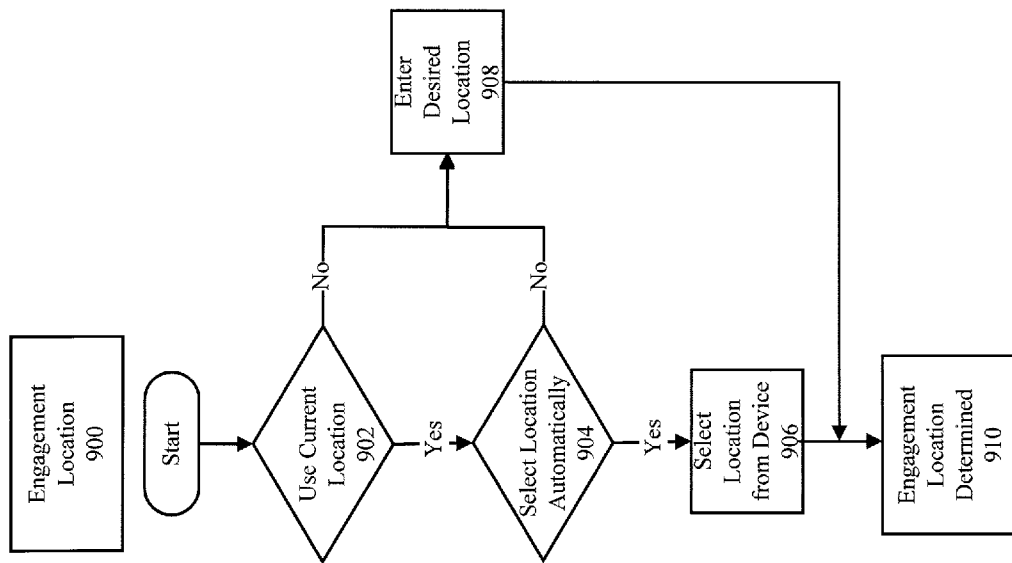 Engagement
Location
900
Start
Use Current
Location
902
No
Yes
Select Location
Automatically
904
No
Yes
Select
Location
from Device
906
Enter
Desired
Location
908
Engagement
Location
Determined
910